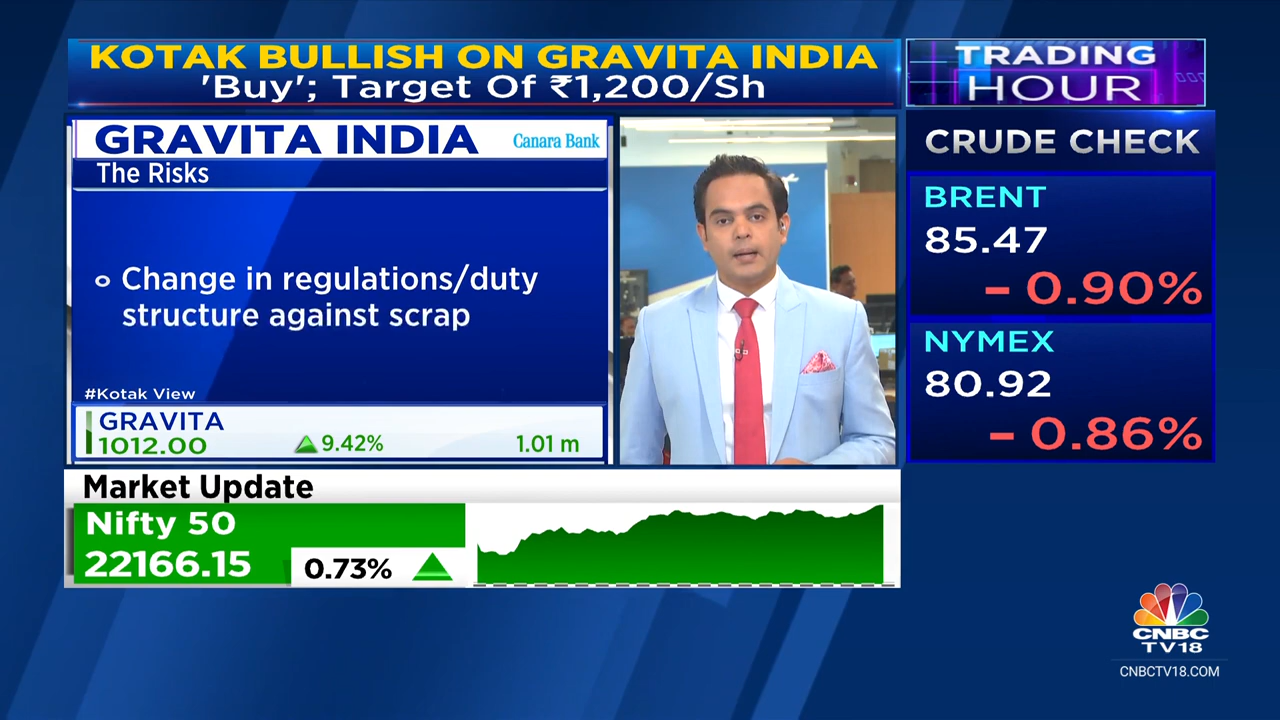 KOTAK BULLISH ON GRAVITA INDIA
'Buy'; Target Of ₹1,200/Sh
TRADING
HOUR
GRAVITA INDIA
Canara Bank
The Risks
Change in regulations/duty
structure against scrap
#Kotak View
GRAVITA
1012.00 9.42% 1.01 m
CRUDE CHECK
BRENT
85.47
- 0.90%
NYMEX
80.92
- 0.86%
Market Update
Nifty 50
22166.15 0.73%
CNBC
TV18
CNBCTV18.COM